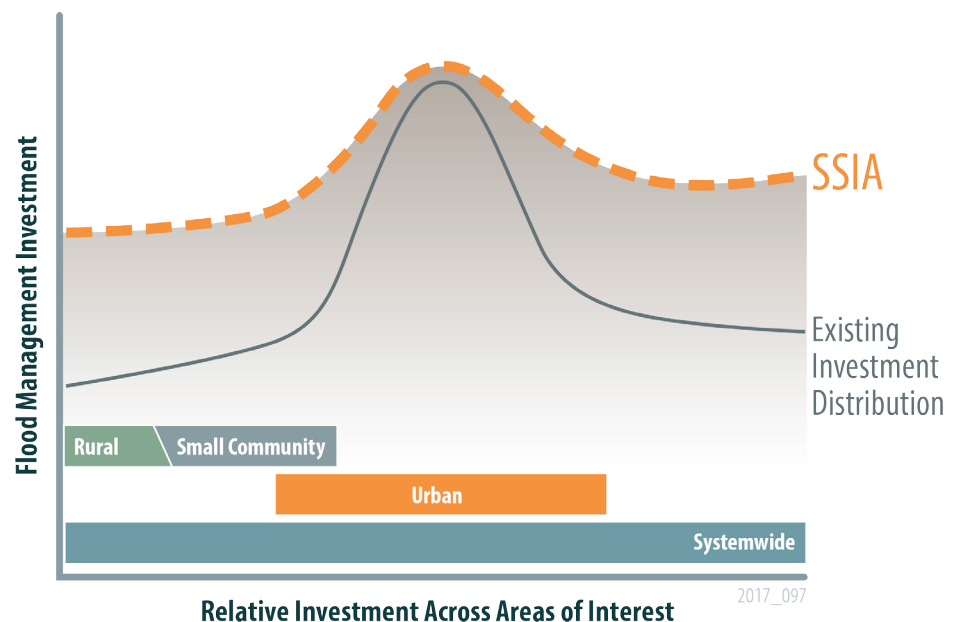 Flood Management Investment
SSIA
Existing
Investment
Distribution
Rural
Small Community
Urban
Systemwide
2017_097
Relative Investment Across Areas of Interest